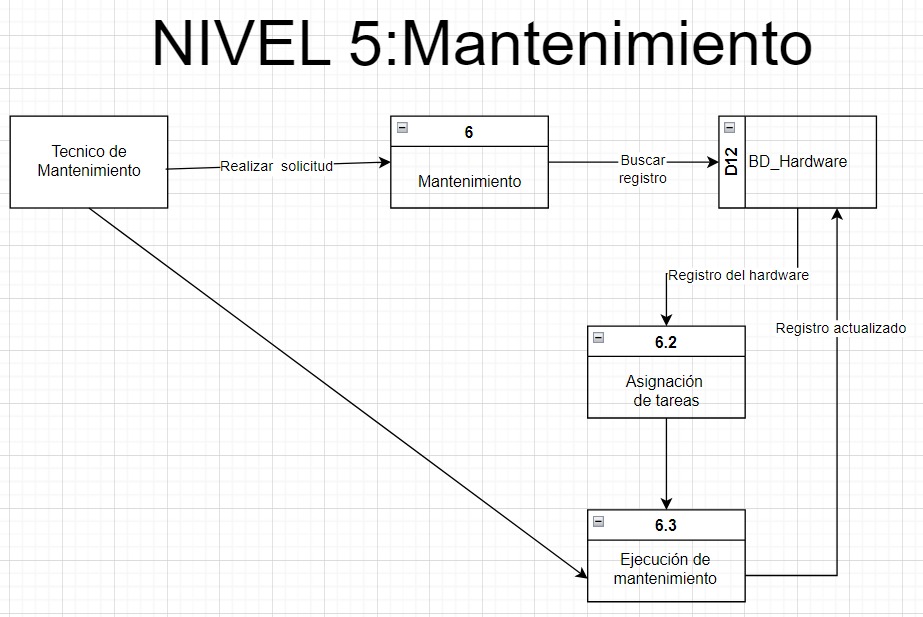 NIVEL 5:Mantenimiento
Tecnico de
Mantenimiento
Realizar solicitud
6
Mantenimiento
Buscar
registro
D12
BD_Hardware
Registro del hardware
Registro actualizado
6.2
Asignación
de tareas
6.3
Ejecución de
mantenimiento